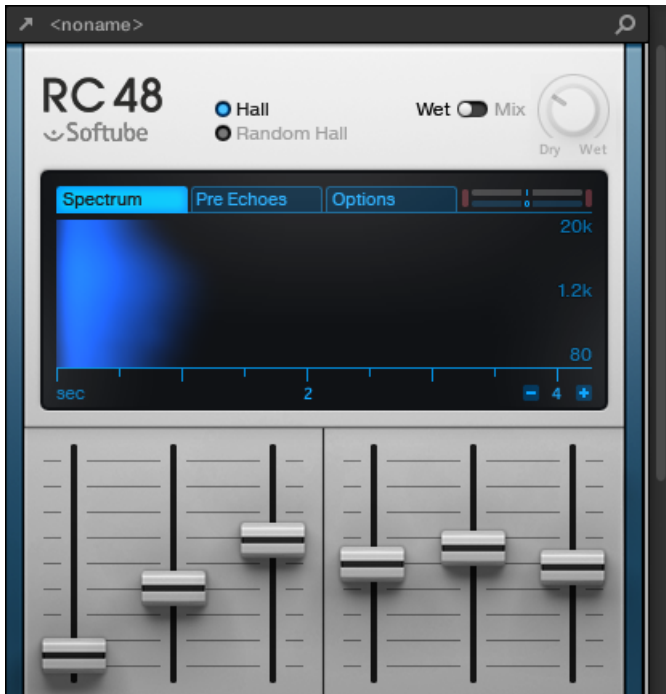 <noname>
RC 48
Softube
Hall
Random Hall
Wet Mix
Dry Wet
Spectrum Pre Echoes Options
0
20k
1.2k
80
sec 2 - 4 +